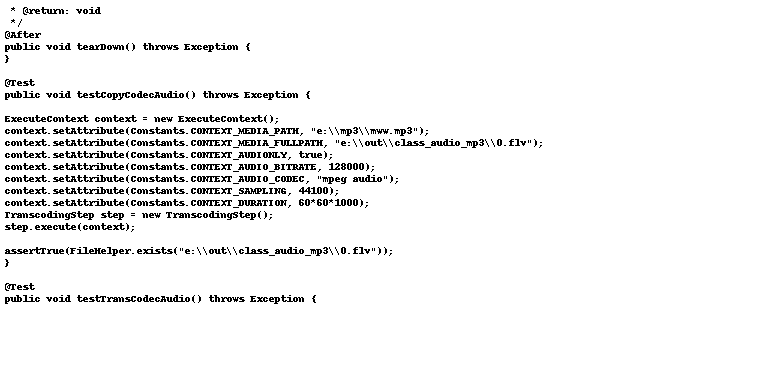 * @return: void
 */
@After
public void tearDown() throws Exception {
}

@Test
public void testCopyCodecAudio() throws Exception {

ExecuteContext context = new ExecuteContext();
context.setAttribute(Constants.CONTEXT_MEDIA_PATH, "e:\\mp3\\mww.mp3");
context.setAttribute(Constants.CONTEXT_MEDIA_FULLPATH, "e:\\out\\class_audio_mp3\\0.flv");
context.setAttribute(Constants.CONTEXT_AUDIONLY, true);
context.setAttribute(Constants.CONTEXT_AUDIO_BITRATE, 128000);
context.setAttribute(Constants.CONTEXT_AUDIO_CODEC, "mpeg audio");
context.setAttribute(Constants.CONTEXT_SAMPLING, 44100);
context.setAttribute(Constants.CONTEXT_DURATION, 60*60*1000);
TranscodingStep step = new TranscodingStep();
step.execute(context);

assertTrue(FileHelper.exists("e:\\out\\class_audio_mp3\\0.flv"));
}

@Test
public void testTransCodecAudio() throws Exception {